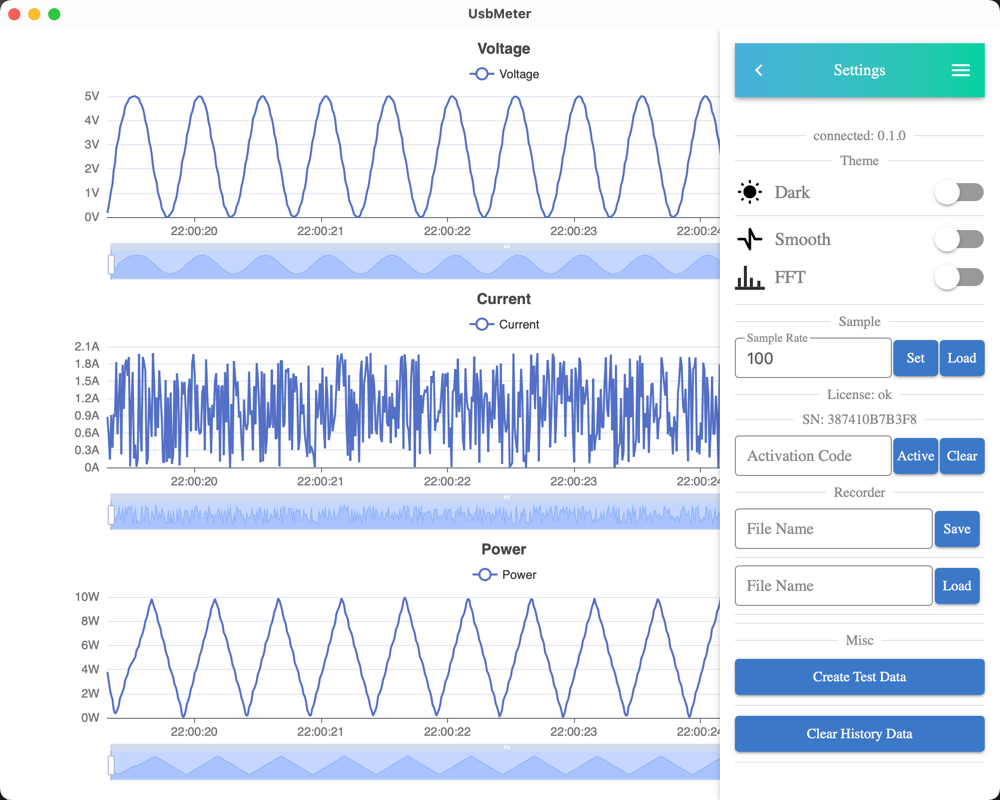 UsbMeter
Voltage
Voltage
5V
4V
3V
2V
1V
0V
22:00:20 22:00:21 22:00:22 22:00:23 22:00:24
Current
Current
2.1A
1.8A
1.5A
1.2A
0.9A
0.6A
0.3A
0A
22:00:20 22:00:21 22:00:22 22:00:23 22:00:24
Power
Power
10W
8W
6W
4W
2W
0W
22:00:20 22:00:21 22:00:22 22:00:23 22:00:24
Settings
connected: 0.1.0
Theme
Dark
Smooth
FFT
Sample
Sample Rate
100 Set Load
License: ok
SN: 387410B7B3F8
Activation Code Active Clear
Recorder
File Name Save
File Name Load
Misc
Create Test Data
Clear History Data